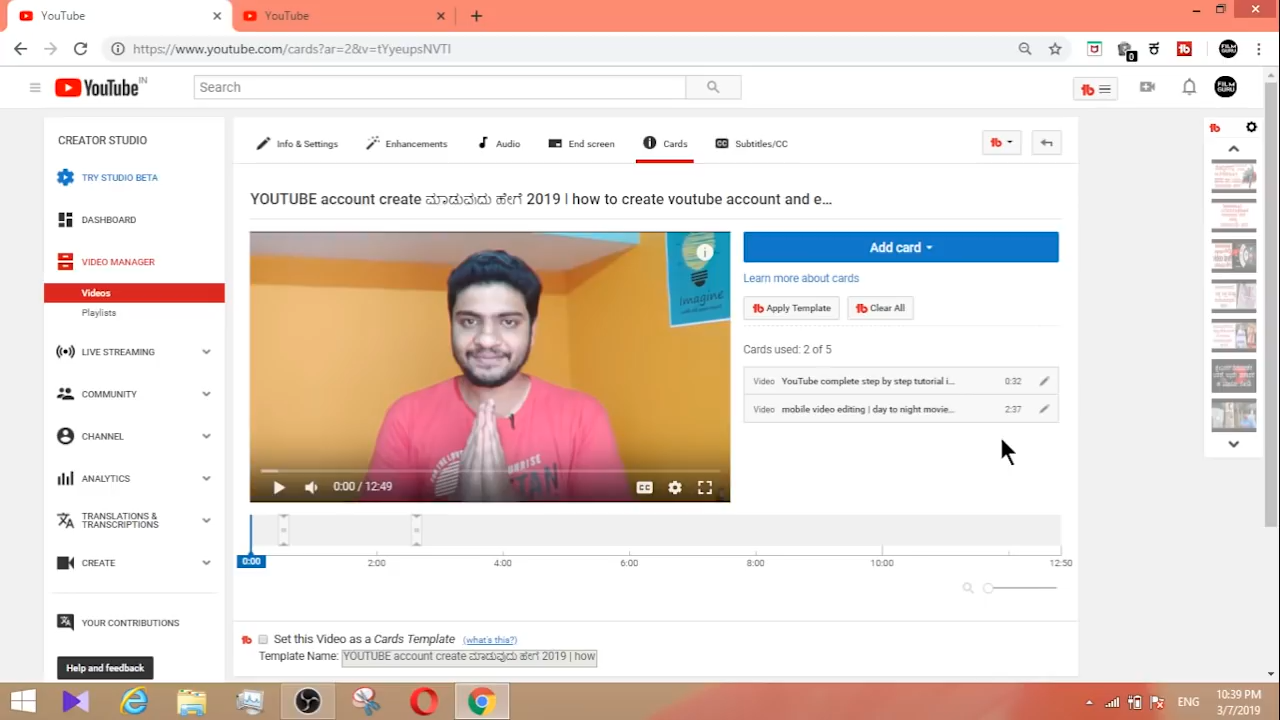 YouTube
YouTube
https://www.youtube.com/cards?ar=2&v=tYyeupsNVTI
0
FILM GURU
YouTube IN
Search
FILM GURU
CREATOR STUDIO
TRY STUDIO BETA
DASHBOARD
VIDEO MANAGER
Videos
Playlists
LIVE STREAMING
COMMUNITY
CHANNEL
ANALYTICS
TRANSLATIONS &
TRANSCRIPTIONS
CREATE
YOUR CONTRIBUTIONS
Help and feedback
Info & Settings
Enhancements
Audio
End screen
Cards
Subtitles/CC
YOUTUBE account create ಮಾಡುವುದು ಹೇಗೆ 2019 | how to create youtube account and e...
imagine
0:00 / 12:49
Add card
Learn more about cards
Apply Template
Clear All
Cards used: 2 of 5
Video YouTube complete step by step tutorial i... 0:32
Video mobile video editing | day to night movie... 2:37
0:00
2:00
4:00
6:00
8:00
10:00
12:50
Set this Video as a Cards Template (what's this?)
Template Name: YOUTUBE account create ಮಾಡುವುದು ಹೇಗೆ 2019 | how
ENG
10:39 PM
3/7/2019